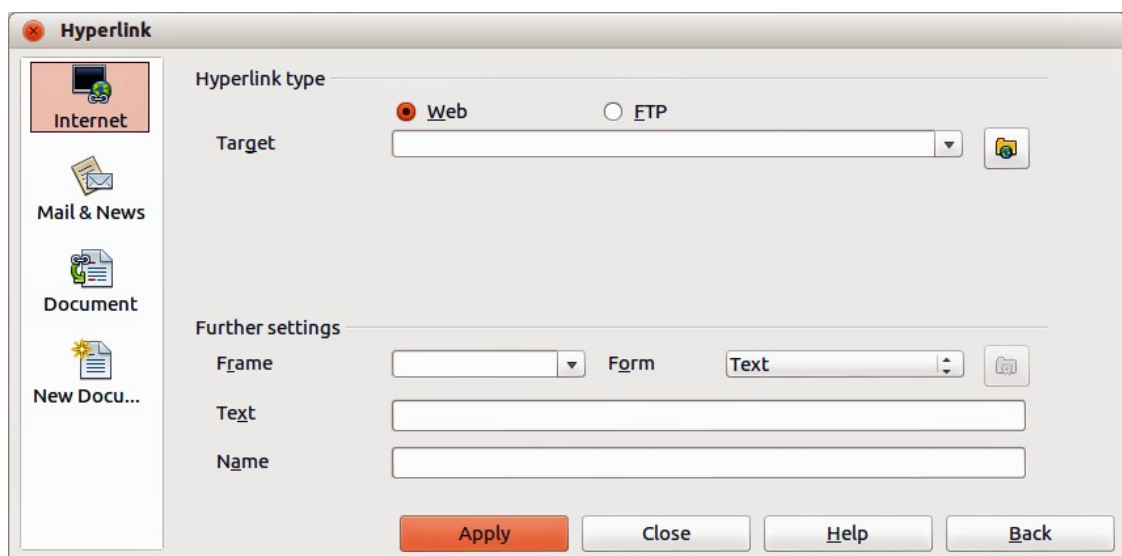 Hyperlink
Internet
Mail & News
Document
New Docu...
Hyperlink type
Web FTP
Target
Further settings
Frame Form Text
Text
Name
Apply Close Help Back